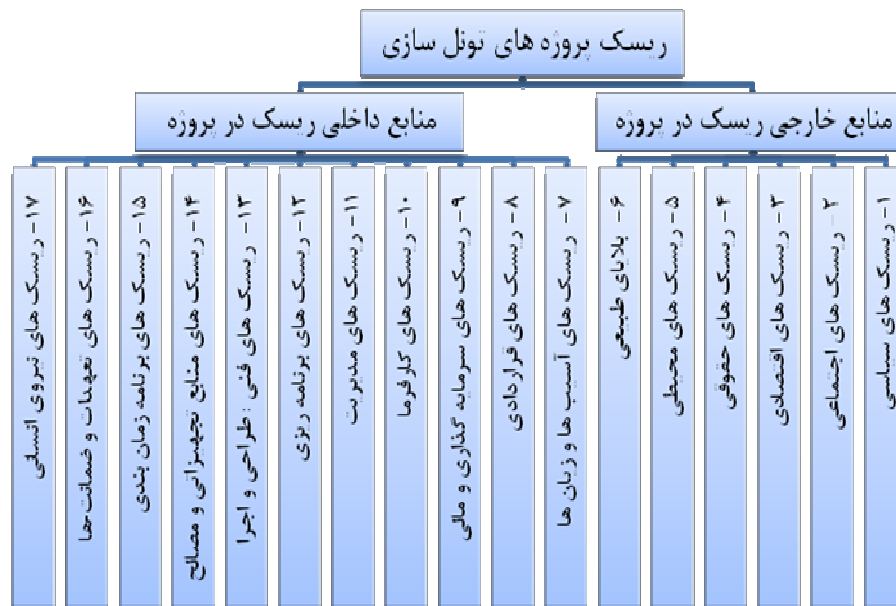 ریسک پروژه های تونل سازی
منابع خارجی ریسک در پروژه
منابع داخلی ریسک در پروژه
۱- ریسک های سیاسی
۲- ریسک های اجتماعی
۳- ریسک های اقتصادی
۴- ریسک های حقوقی
۵- ریسک های محیطی
۶- بلایای طبیعی
۷- ریسک های آسیب ها و زیان ها
۸- ریسک های قراردادی
۹- ریسک های سرمایه گذاری و مالی
۱۰- ریسک های کارفرما
۱۱- ریسک های مدیریت
۱۲- ریسک های برنامه ریزی
۱۳- ریسک های فنی : طراحی و اجرا
۱۴- ریسک های منابع تجهیزاتی و مصالح
۱۵- ریسک های برنامه زمان بندی
۱۶- ریسک های تعهدات و ضمانت ها
۱۷- ریسک های نیروی انسانی